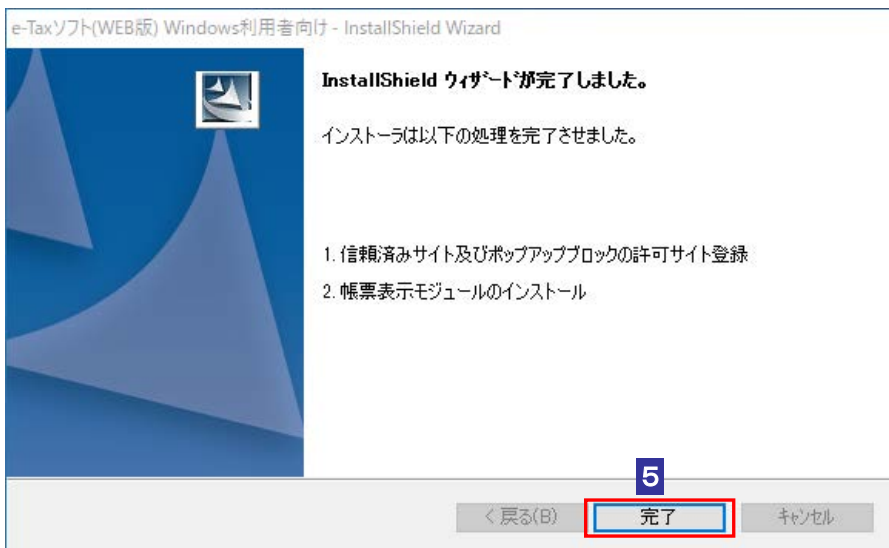 e-Taxソフト(WEB版) Windows利用者向け - InstallShield Wizard
InstallShield ウィザードが完了しました。
インストーラは以下の処理を完了させました。
1. 信頼済みサイト及びポップアップブロックの許可サイト登録
2. 帳票表示モジュールのインストール
5
< 戻る(B)
完了
キャンセル